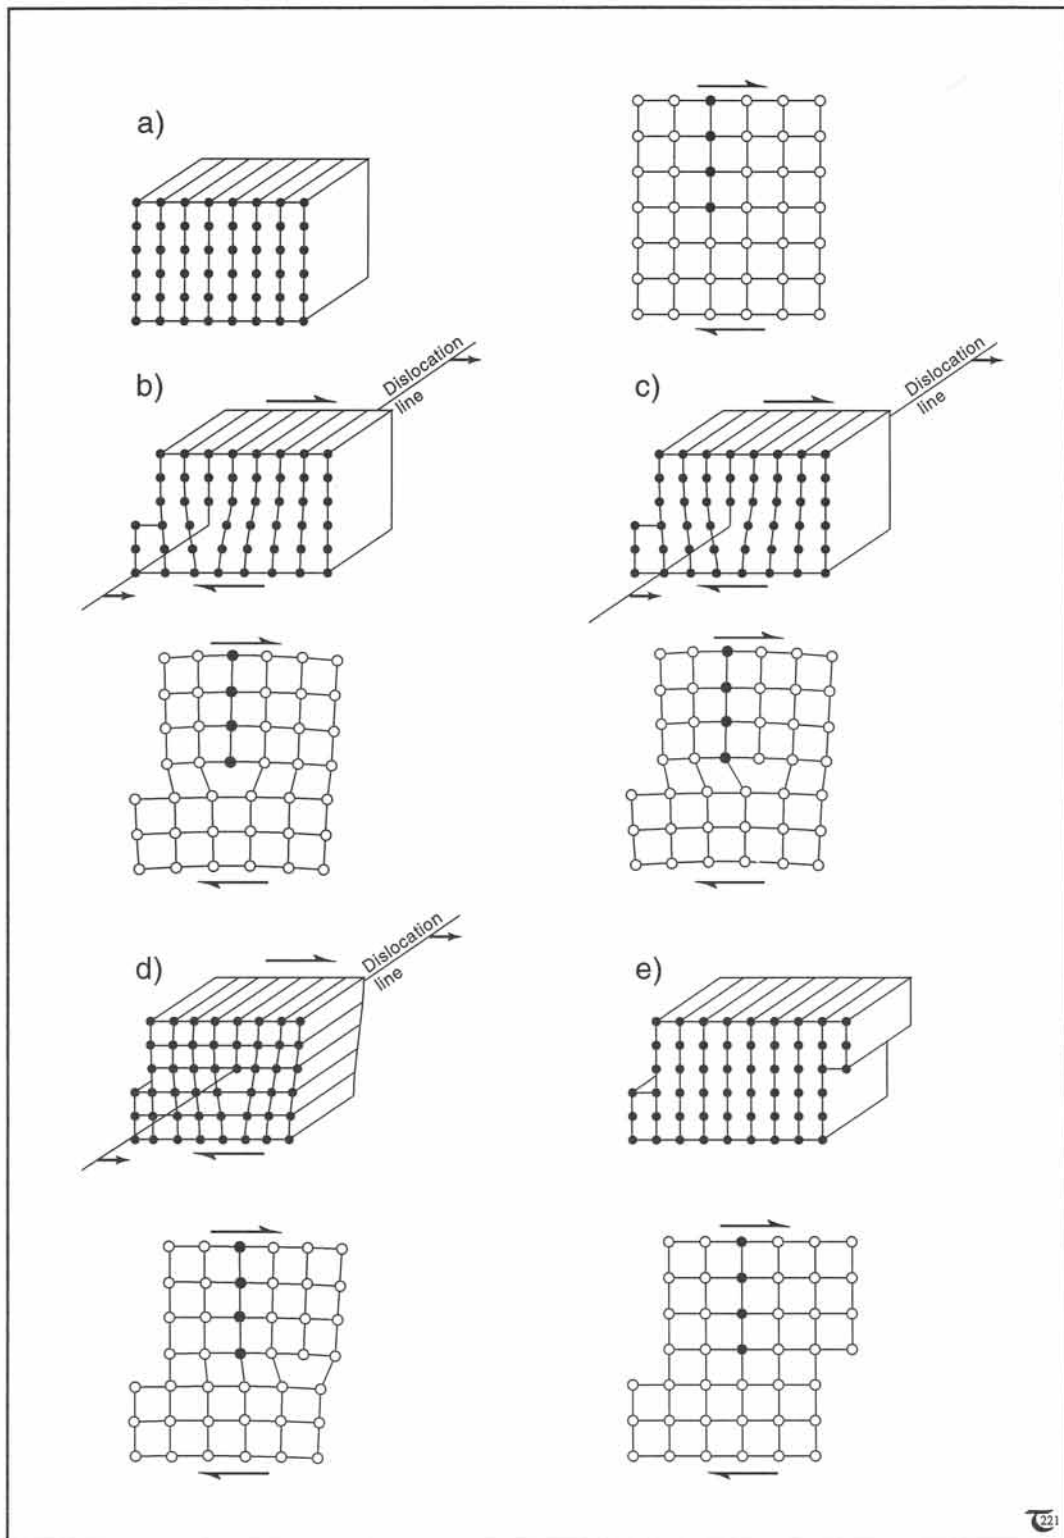 a)
b)
Dislocation
line
c)
Dislocation
line
d)
Dislocation
line
e)
221